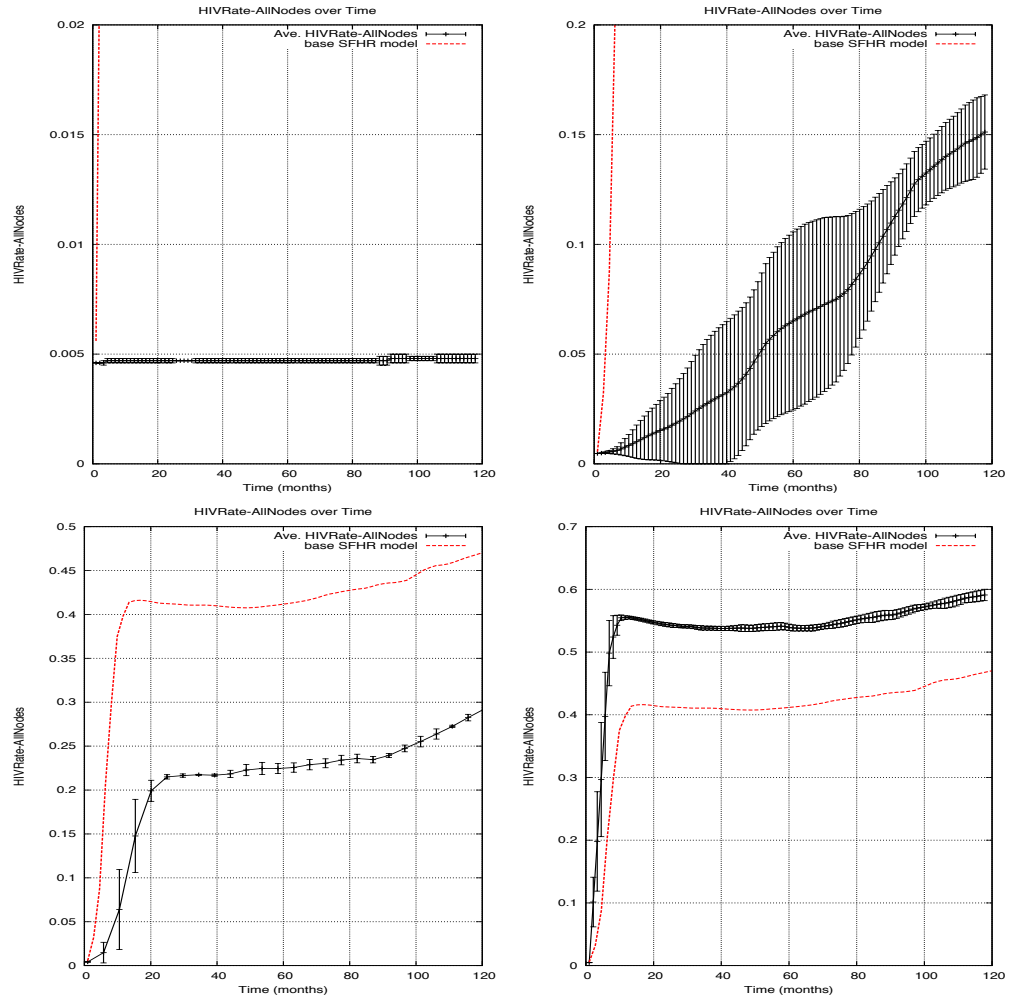 HIVRate-AllNodes over Time
Ave. HIVRate-AllNodes
base SFHR model
HIVRate-AllNodes
0.02
0.015
0.01
0.005
0
0 20 40 60 80 100 120
Time (months)
HIVRate-AllNodes over Time
Ave. HIVRate-AllNodes
base SFHR model
HIVRate-AllNodes
0.2
0.15
0.1
0.05
0
0 20 40 60 80 100 120
Time (months)
HIVRate-AllNodes over Time
Ave. HIVRate-AllNodes
base SFHR model
HIVRate-AllNodes
0.5
0.45
0.4
0.35
0.3
0.25
0.2
0.15
0.1
0.05
0
0 20 40 60 80 100 120
Time (months)
HIVRate-AllNodes over Time
Ave. HIVRate-AllNodes
base SFHR model
HIVRate-AllNodes
0.7
0.6
0.5
0.4
0.3
0.2
0.1
0
0 20 40 60 80 100 120
Time (months)